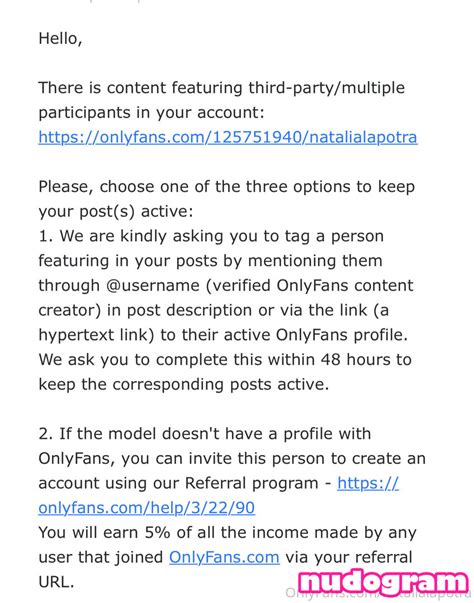 Hello,
There is content featuring third-party/multiple
participants in your account:
https://onlyfans.com/125751940/natalialapotra
Please, choose one of the three options to keep
your post(s) active:
1. We are kindly asking you to tag a person
featuring in your posts by mentioning them
through @username (verified OnlyFans content
creator) in post description or via the link (a
hypertext link) to their active OnlyFans profile.
We ask you to complete this within 48 hours to
keep the corresponding posts active.
2. If the model doesn't have a profile with
OnlyFans, you can invite this person to create an
account using our Referral program - https://
onlyfans.com/help/3/22/90
You will earn 5% of all the income made by any
user that joined OnlyFans.com via your referral
URL.
nudogram